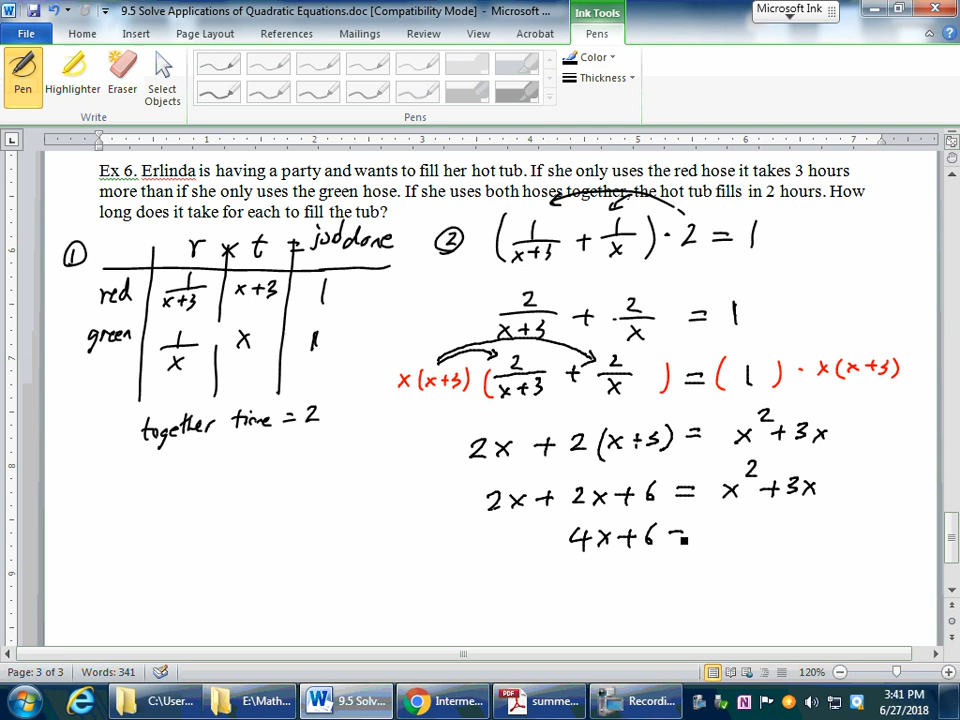 9.5 Solve Applications of Quadratic Equations.doc [Compatibility Mode] - Microsoft ...
Ink Tools
Microsoft Ink
File Home Insert Page Layout References Mailings Review View Acrobat Pens
Pen Highlighter Eraser Select Objects
Color
Thickness
Write Pens
1 2 3 4 5 6 7
Ex 6. Erlinda is having a party and wants to fill her hot tub. If she only uses the red hose it takes 3 hours
more than if she only uses the green hose. If she uses both hoses together, the hot tub fills in 2 hours. How
long does it take for each to fill the tub?
① r × t = job done
red 1/(x+3) x+3 1
green 1/x x 1
together time = 2
② (1/(x+3) + 1/x) · 2 = 1
2/(x+3) + 2/x = 1
x(x+3) (2/(x+3) + 2/x) = (1) · x(x+3)
2x + 2(x+3) = x² + 3x
2x + 2x + 6 = x² + 3x
4x + 6 =
Page: 3 of 3 Words: 341 120%
C:\User... E:\Math... 9.5 Solve... Interme... summe... Recordi...
3:41 PM
6/27/2018